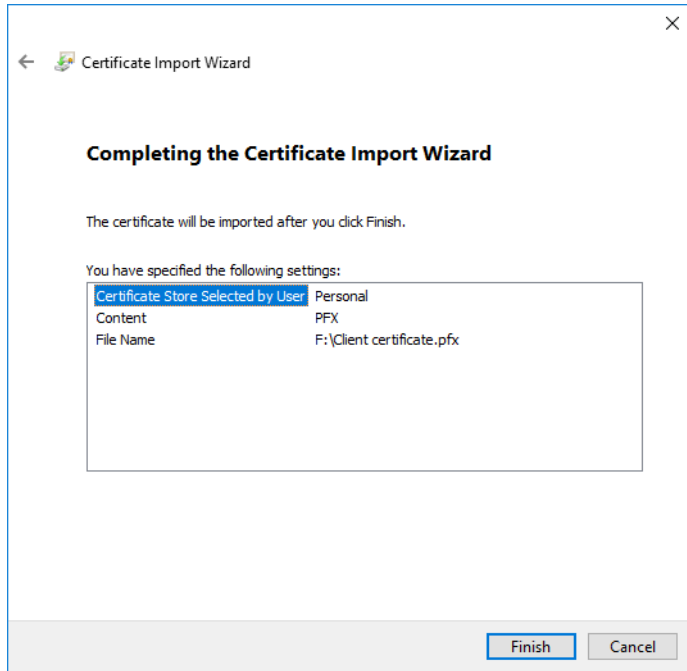 Certificate Import Wizard
Completing the Certificate Import Wizard
The certificate will be imported after you click Finish.
You have specified the following settings:
Certificate Store Selected by User Personal
Content PFX
File Name F:\Client certificate.pfx
Finish Cancel